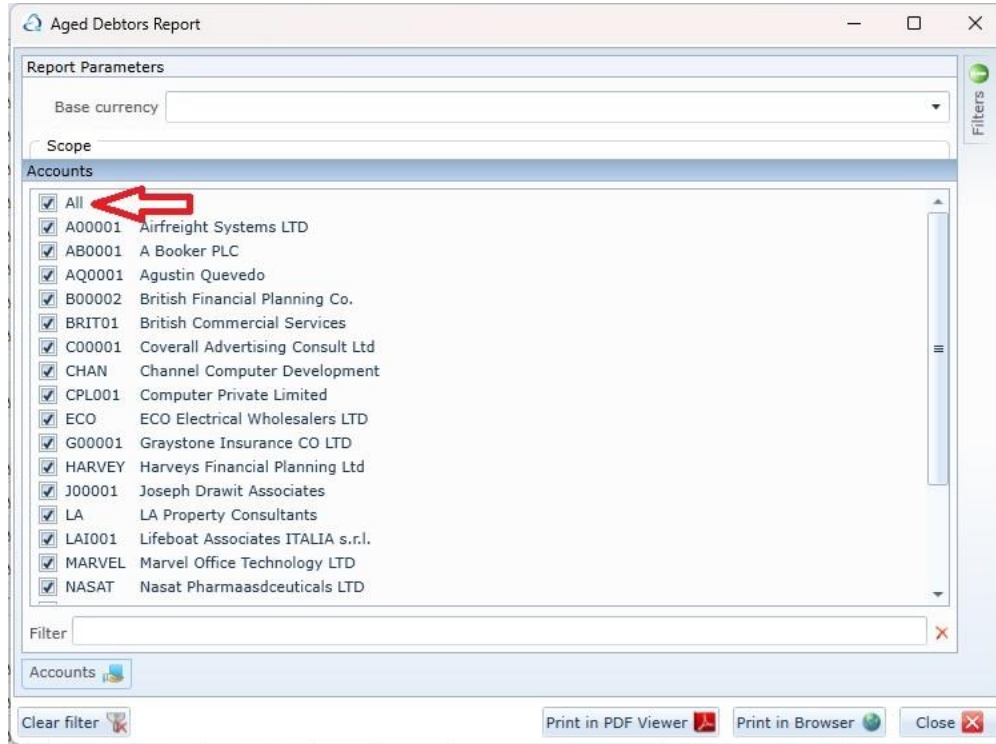 Aged Debtors Report
Report Parameters
Filters
Base currency
Scope
Accounts
All
A00001 Airfreight Systems LTD
AB0001 A Booker PLC
AQ0001 Agustin Quevedo
B00002 British Financial Planning Co.
BRIT01 British Commercial Services
C00001 Coverall Advertising Consult Ltd
CHAN Channel Computer Development
CPL001 Computer Private Limited
ECO ECO Electrical Wholesalers LTD
G00001 Graystone Insurance CO LTD
HARVEY Harveys Financial Planning Ltd
J00001 Joseph Drawit Associates
LA LA Property Consultants
LAI001 Lifeboat Associates ITALIA s.r.l.
MARVEL Marvel Office Technology LTD
NASAT Nasat Pharmaasdceuticals LTD
Filter
Accounts
Clear filter Print in PDF Viewer Print in Browser Close